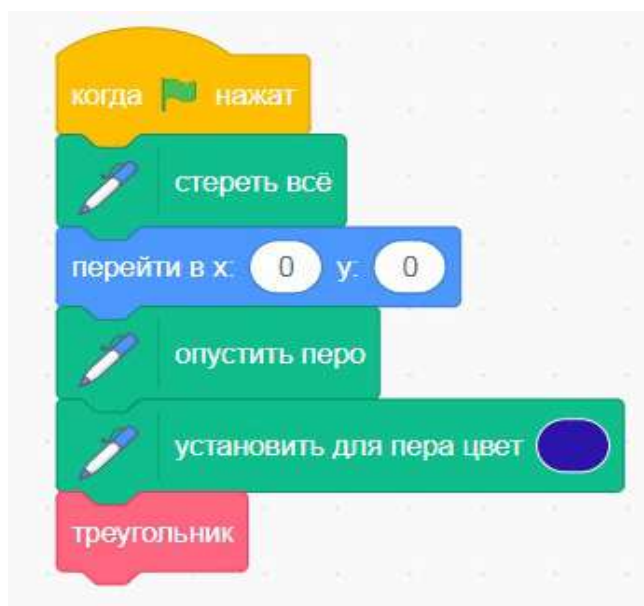 когда нажат
стереть всё
перейти в x: 0 y: 0
опустить перо
установить для пера цвет
треугольник